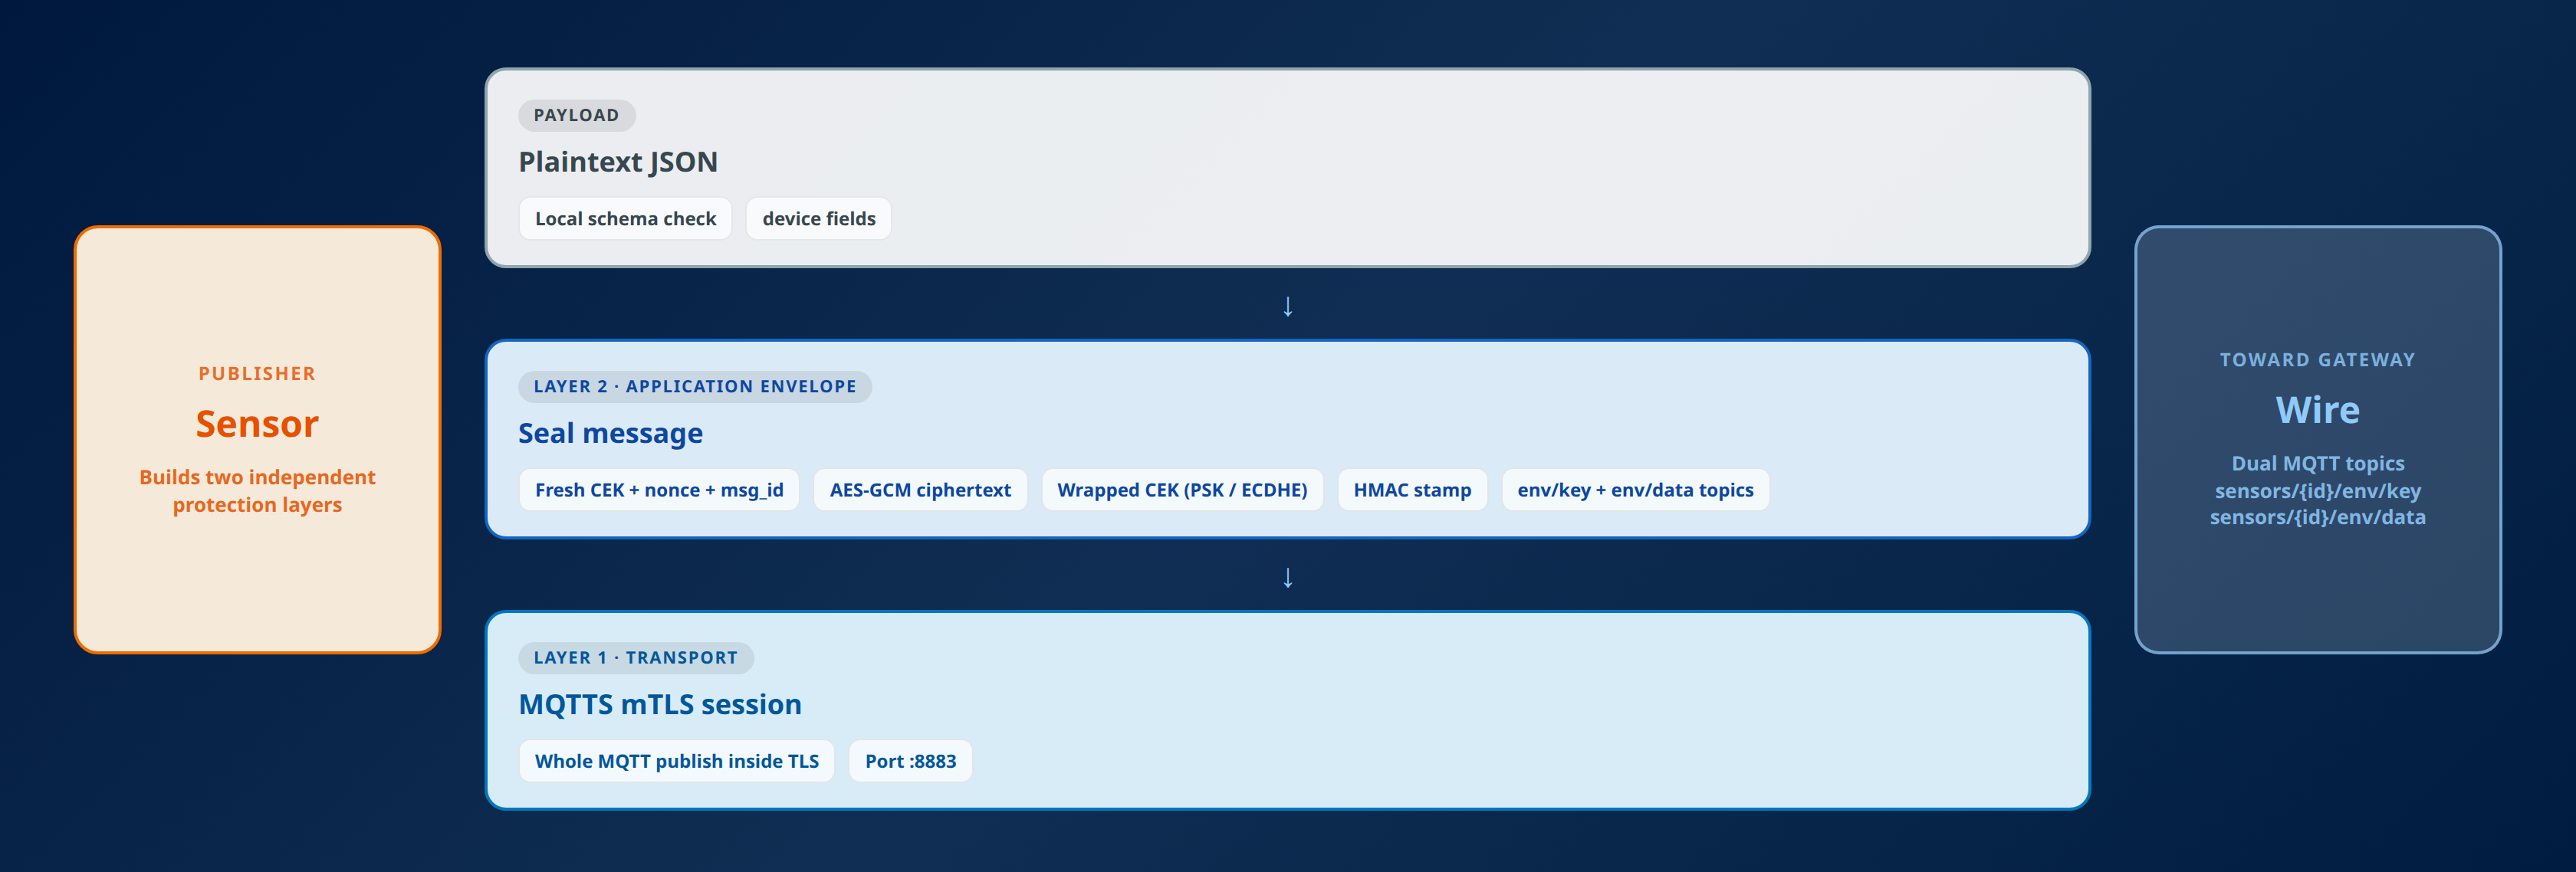 PUBLISHER
Sensor
Builds two independent
protection layers
PAYLOAD
Plaintext JSON
Local schema check
device fields
↓
LAYER 2 · APPLICATION ENVELOPE
Seal message
Fresh CEK + nonce + msg_id
AES-GCM ciphertext
Wrapped CEK (PSK / ECDHE)
HMAC stamp
env/key + env/data topics
↓
LAYER 1 · TRANSPORT
MQTTS mTLS session
Whole MQTT publish inside TLS
Port :8883
TOWARD GATEWAY
Wire
Dual MQTT topics
sensors/{id}/env/key
sensors/{id}/env/data